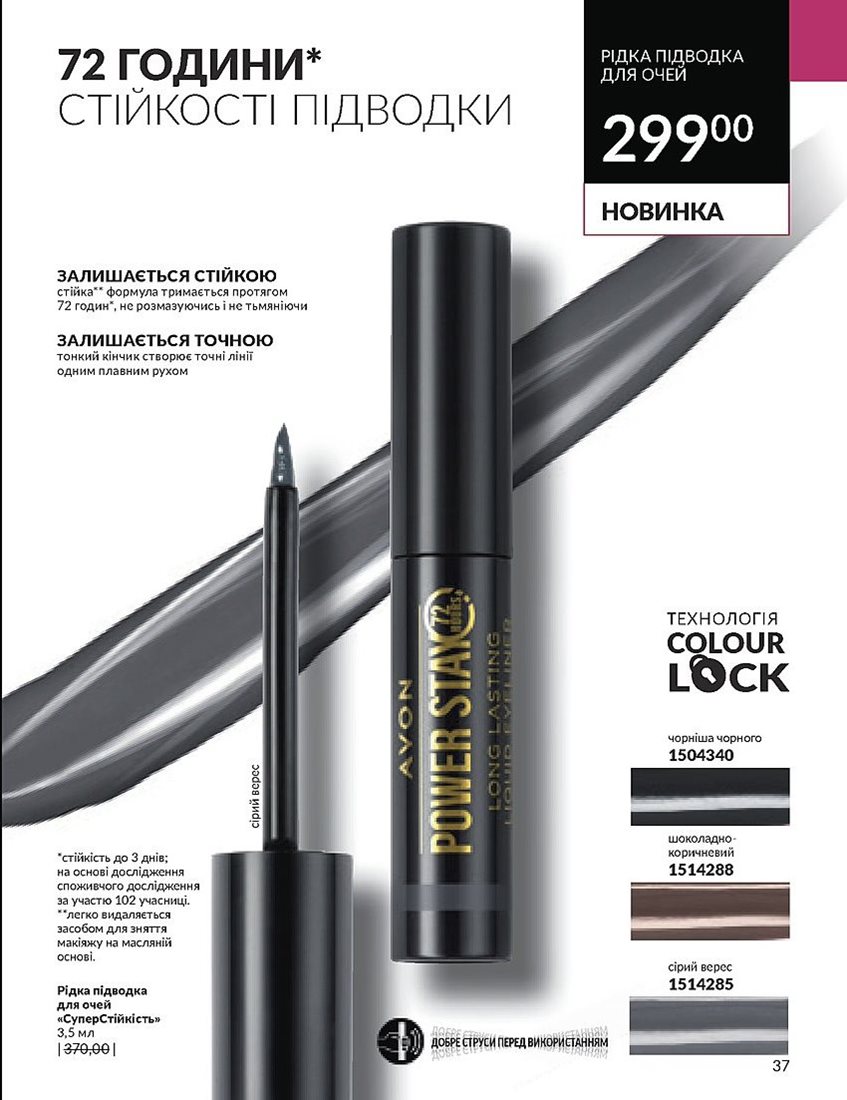 72 ГОДИНИ*
СТІЙКОСТІ ПІДВОДКИ
РІДКА ПІДВОДКА
ДЛЯ ОЧЕЙ
299⁰⁰
НОВИНКА
ЗАЛИШАЄТЬСЯ СТІЙКОЮ
стійка** формула тримається протягом
72 годин*, не розмазуючись і не тьмяніючи
ЗАЛИШАЄТЬСЯ ТОЧНОЮ
тонкий кінчик створює точні лінії
одним плавним рухом
AVON
POWER STAY
72
HOURS
LONG LASTING
LIQUID EYELINER
сірий верес
ТЕХНОЛОГІЯ
COLOUR
LOCK
чорніша чорного
1504340
шоколадно-
коричневий
1514288
сірий верес
1514285
*стійкість до 3 днів;
на основі дослідження
споживчого дослідження
за участю 102 учасниці.
**легко видаляється
засобом для зняття
макіяжу на масляній
основі.
Рідка підводка
для очей
«СуперСтійкість»
3,5 мл
| 370,00 |
ДОБРЕ СТРУСИ ПЕРЕД ВИКОРИСТАННЯМ
37